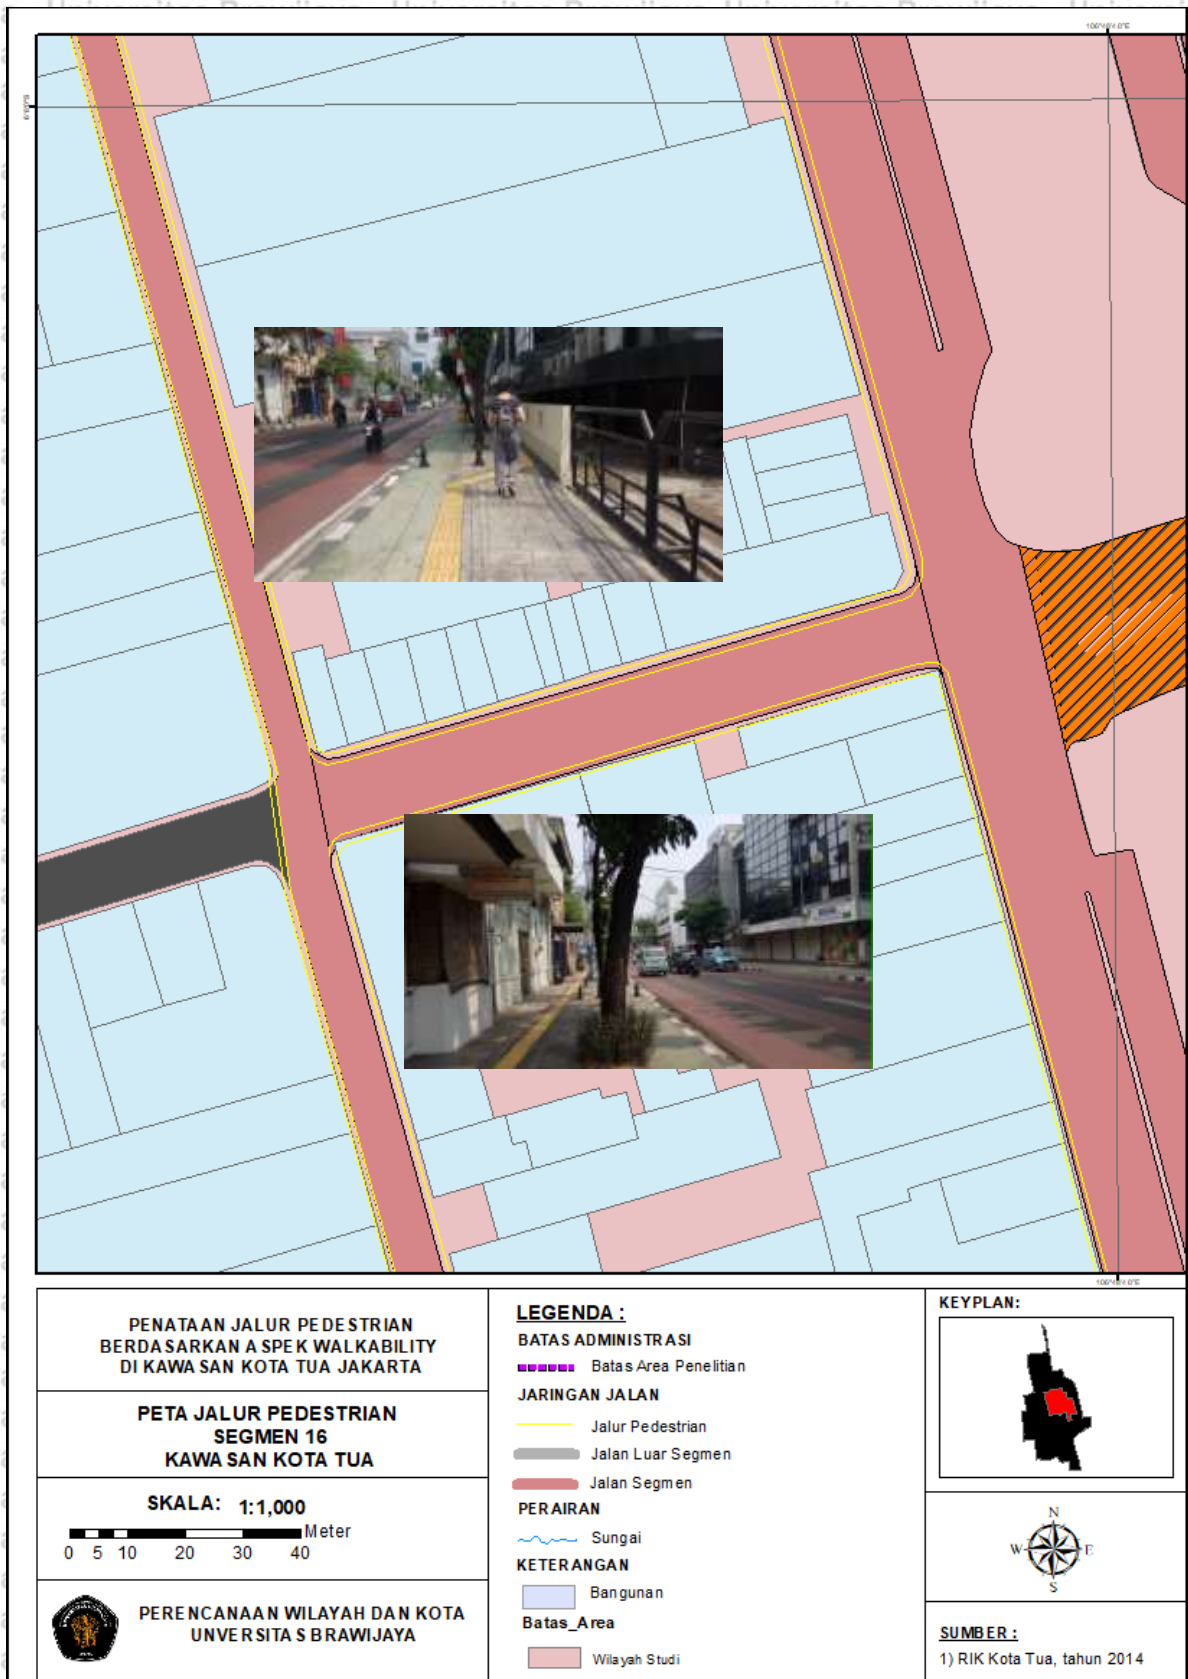 PENATAAN JALUR PEDESTRIAN
BERDASARKAN ASPEK WALKABILITY
DI KAWASAN KOTA TUA JAKARTA
PETA JALUR PEDESTRIAN
SEGMEN 16
KAWASAN KOTA TUA
SKALA: 1:1,000
Meter
0 5 10 20 30 40
PERENCANAAN WILAYAH DAN KOTA
UNVERSITAS BRAWIJAYA
LEGENDA :
BATAS ADMINISTRASI
Batas Area Penelitian
JARINGAN JALAN
Jalur Pedestrian
Jalan Luar Segmen
Jalan Segmen
PERAIRAN
Sungai
KETERANGAN
Bangunan
Batas_Area
Wilayah Studi
KEYPLAN:
N
W E
S
SUMBER :
1) RIK Kota Tua, tahun 2014